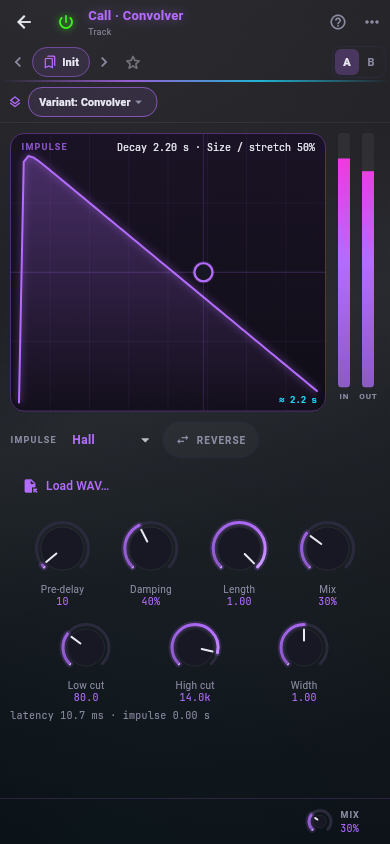 Call · Convolver
Track
Init
A
B
Variant: Convolver
IMPULSE
Decay 2.20 s · Size / stretch 50%
≈ 2.2 s
IN
OUT
IMPULSE
Hall
REVERSE
Load WAV…
Pre-delay
Damping
Length
Mix
10
40%
1.00
30%
Low cut
High cut
Width
80.0
14.0k
1.00
latency 10.7 ms · impulse 0.00 s
MIX
30%